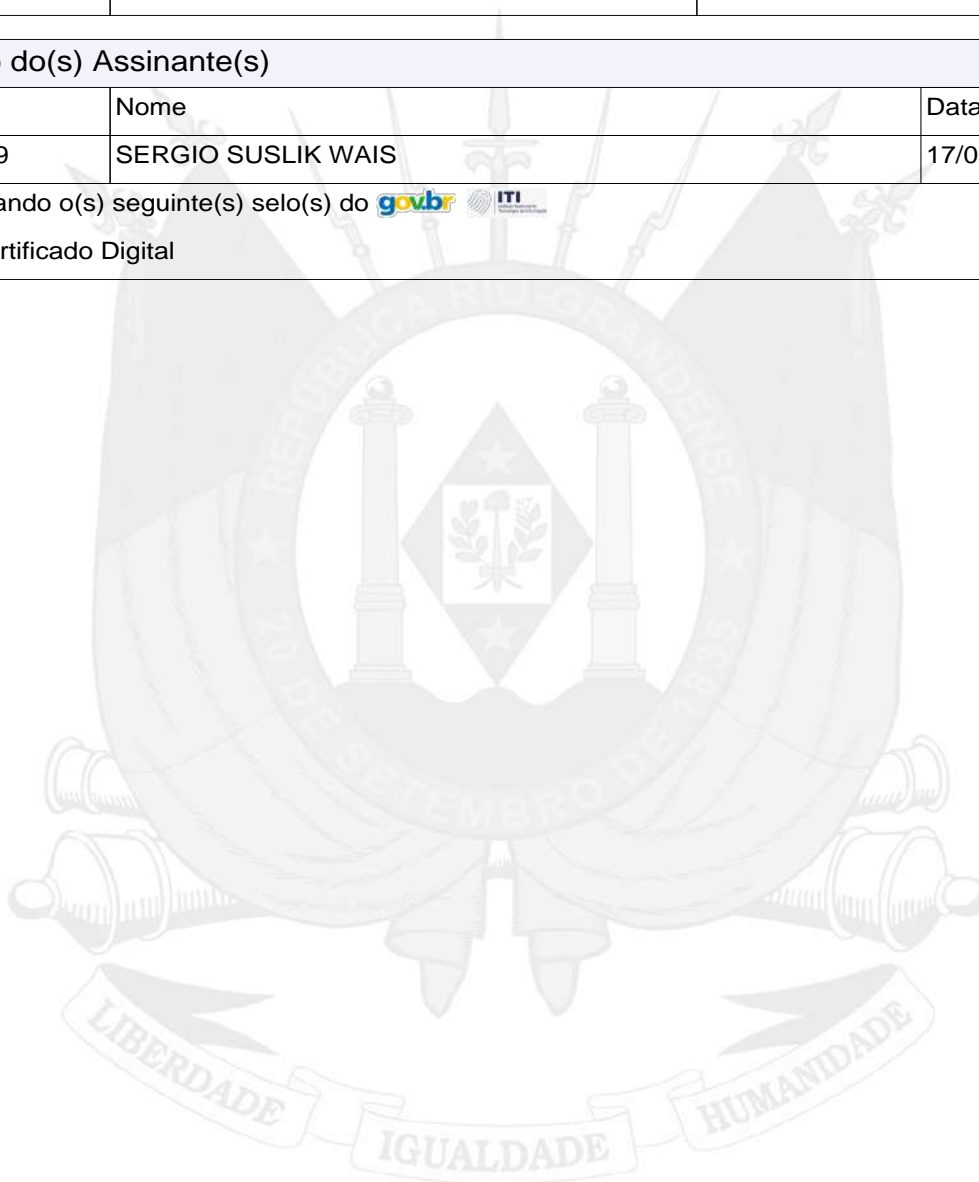 do(s) Assinante(s)
Nome Data
9 SERGIO SUSLIK WAIS 17/0
ando o(s) seguinte(s) selo(s) do gov.br ITI
rtificado Digital
REPÚBLICA RIO-GRANDENSE
20 DE SETEMBRO DE 1835
LIBERDADE IGUALDADE HUMANIDADE